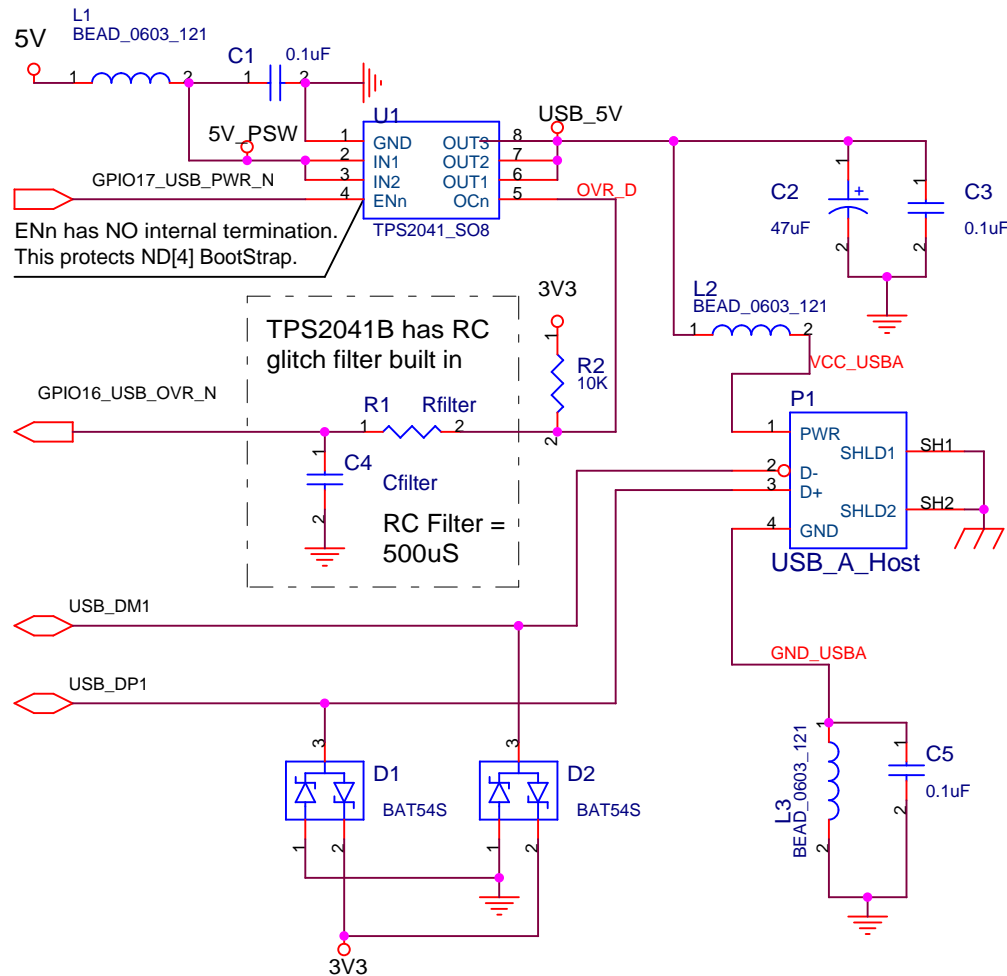 L1
BEAD_0603_121
5V
1
2
C1
0.1uF
1
2
U1
5V_PSW
USB_5V
1
GND
OUT3
8
2
IN1
OUT2
7
3
IN2
OUT1
6
4
ENn
OCn
5
GPIO17_USB_PWR_N
OVR_D
TPS2041_SO8
ENn has NO internal termination.
This protects ND[4] BootStrap.
1
C2
47uF
2
1
C3
0.1uF
2
L2
BEAD_0603_121
1
2
VCC_USBA
3V3
1
R2
10K
2
TPS2041B has RC
glitch filter built in
GPIO16_USB_OVR_N
R1
Rfilter
1
2
1
C4
Cfilter
2
RC Filter =
500uS
P1
1
PWR
SHLD1
SH1
2
D-
3
D+
SHLD2
SH2
4
GND
USB_A_Host
USB_DM1
USB_DP1
GND_USBA
3
D1
BAT54S
1
2
3
D2
BAT54S
1
2
3V3
1
L3
BEAD_0603_121
2
1
C5
0.1uF
2